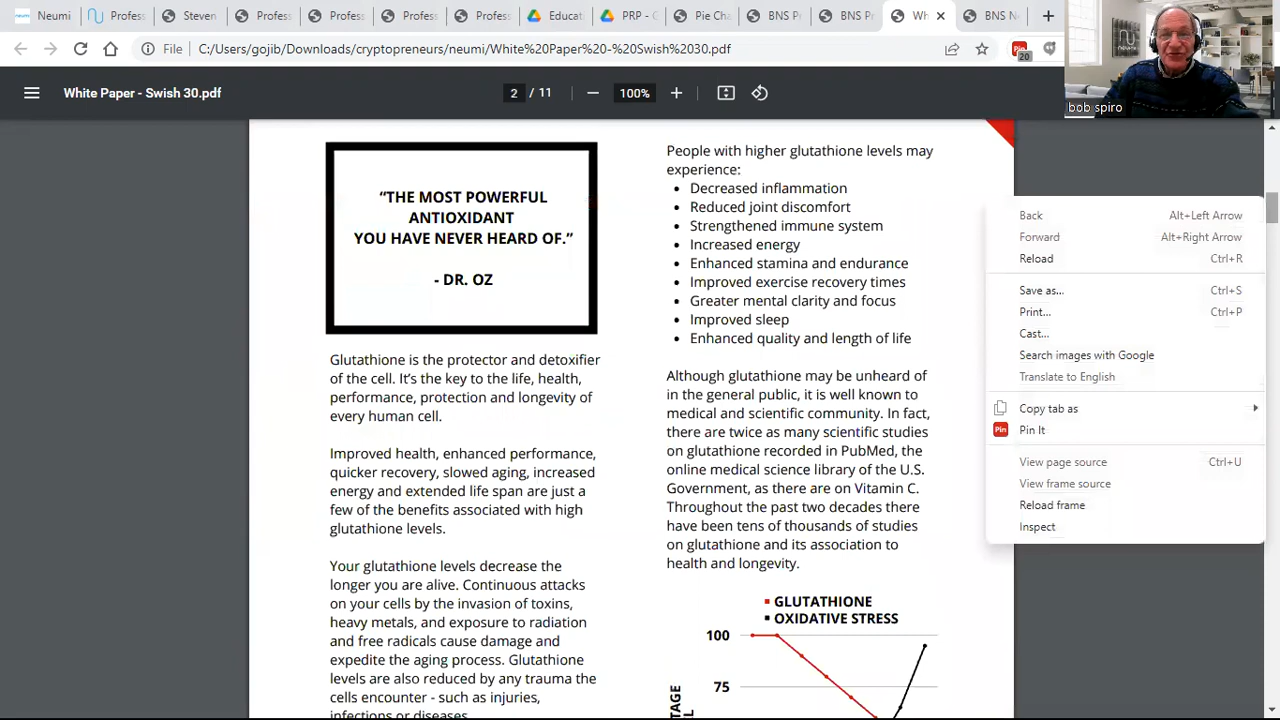 Neumi
Profess
Steven
Profe
Profess
Profess
Profess
Educati
PRP - G
Pie Cha
BNS Pr
BNS Pr
Wh
BNS N
File
C:/Users/gojib/Downloads/cryptopreneurs/neumi/White%20Paper%20-%20Swish%2030.pdf
20
White Paper - Swish 30.pdf
2 / 11
100%
bob spiro
“THE MOST POWERFUL
ANTIOXIDANT
YOU HAVE NEVER HEARD OF.”
- DR. OZ
Glutathione is the protector and detoxifier
of the cell. It’s the key to the life, health,
performance, protection and longevity of
every human cell.
Improved health, enhanced performance,
quicker recovery, slowed aging, increased
energy and extended life span are just a
few of the benefits associated with high
glutathione levels.
Your glutathione levels decrease the
longer you are alive. Continuous attacks
on your cells by the invasion of toxins,
heavy metals, and exposure to radiation
and free radicals cause damage and
expedite the aging process. Glutathione
levels are also reduced by any trauma the
cells encounter - such as injuries,
infections or diseases.
People with higher glutathione levels may
experience:
• Decreased inflammation
• Reduced joint discomfort
• Strengthened immune system
• Increased energy
• Enhanced stamina and endurance
• Improved exercise recovery times
• Greater mental clarity and focus
• Improved sleep
• Enhanced quality and length of life
Although glutathione may be unheard of
in the general public, it is well known to
medical and scientific community. In fact,
there are twice as many scientific studies
on glutathione recorded in PubMed, the
online medical science library of the U.S.
Government, as there are on Vitamin C.
Throughout the past two decades there
have been tens of thousands of studies
on glutathione and its association to
health and longevity.
GLUTATHIONE
OXIDATIVE STRESS
100
75
Back Alt+Left Arrow
Forward Alt+Right Arrow
Reload Ctrl+R
Save as... Ctrl+S
Print... Ctrl+P
Cast...
Search images with Google
Translate to English
Copy tab as
Pin Pin It
View page source Ctrl+U
View frame source
Reload frame
Inspect